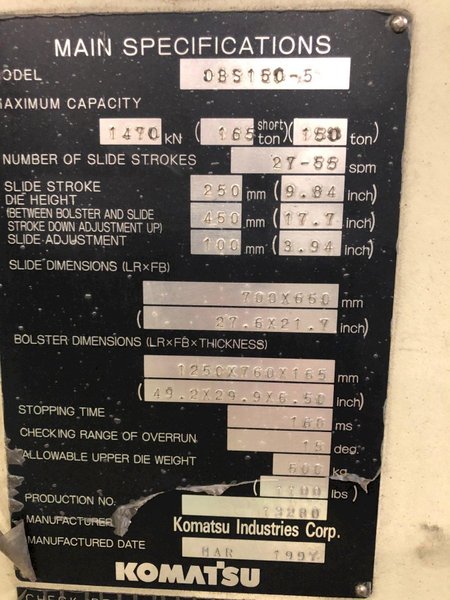 MAIN SPECIFICATIONS
ODEL OBS150-5
AXIMUM CAPACITY
1470 kN (165 short ton)(150 ton)
NUMBER OF SLIDE STROKES 27-55 spm
SLIDE STROKE 250 mm (9.84 inch)
DIE HEIGHT 450 mm (17.7 inch)
(BETWEEN BOLSTER AND SLIDE
STROKE DOWN ADJUSTMENT UP)
SLIDE ADJUSTMENT 100 mm (3.94 inch)
SLIDE DIMENSIONS (LR×FB)
700X550 mm
(27.6X21.7 inch)
BOLSTER DIMENSIONS (LR×FB×THICKNESS)
1250X760X165 mm
(49.2X29.9X6.50 inch)
STOPPING TIME 160 ms
CHECKING RANGE OF OVERRUN 15 deg.
ALLOWABLE UPPER DIE WEIGHT 500 kg
(1100 lbs)
PRODUCTION NO. 13280
MANUFACTURER Komatsu Industries Corp.
MANUFACTURED DATE MAR 1997
KOMATSU